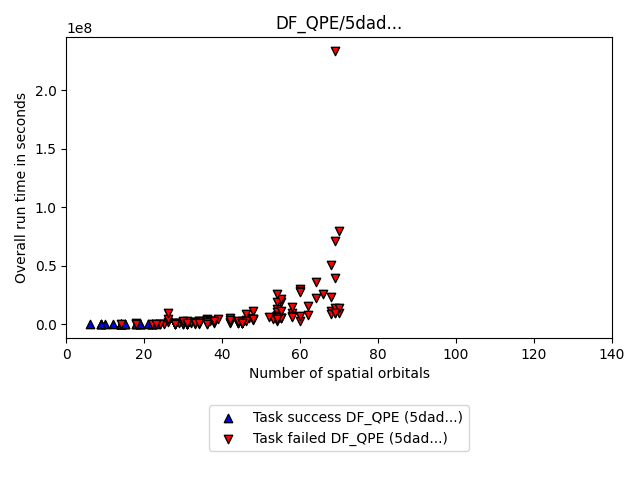 DF_QPE/5dad...
1e8
2.0
1.5
1.0
0.5
0.0
Overall run time in seconds
0 20 40 60 80 100 120 140
Number of spatial orbitals
Task success DF_QPE (5dad...)
Task failed DF_QPE (5dad...)